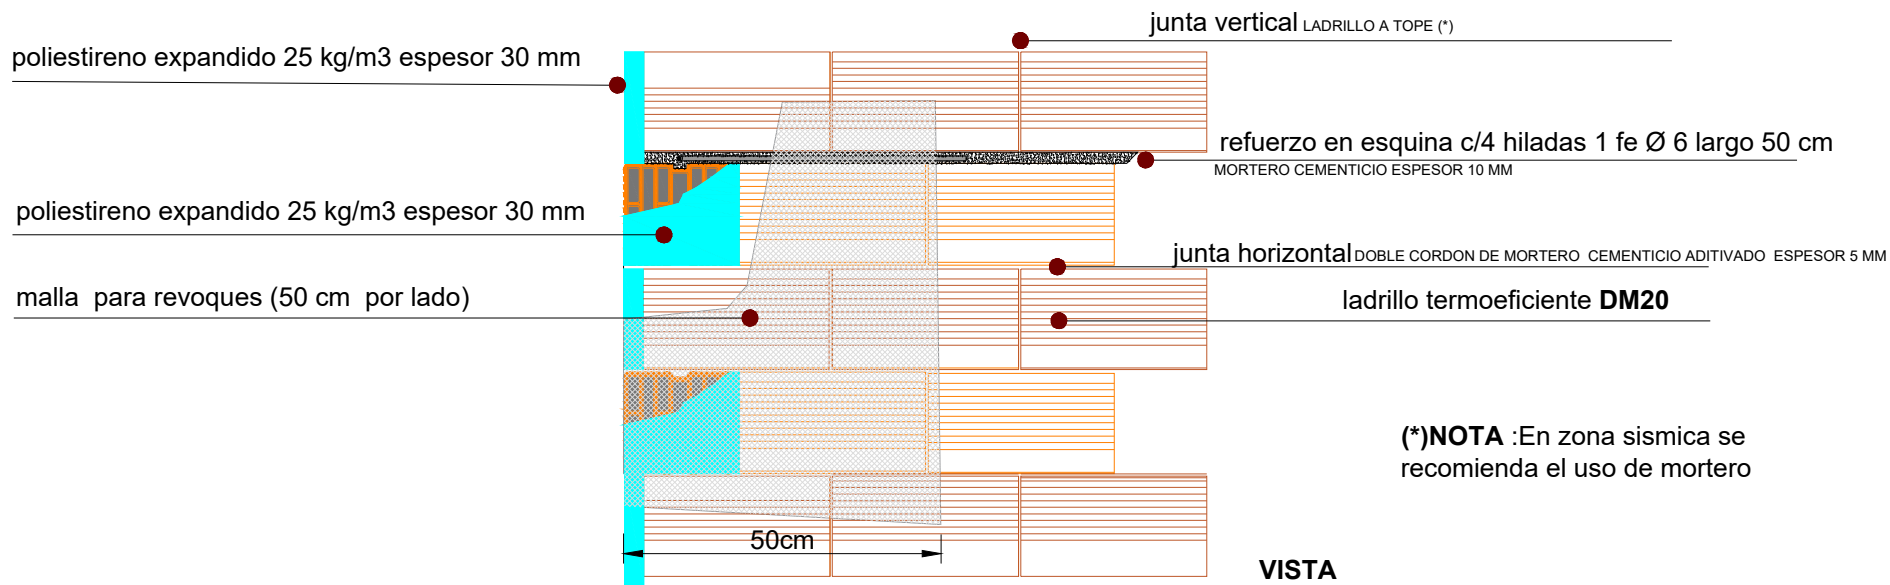 junta vertical LADRILLO A TOPE (*)
poliestireno expandido 25 kg/m3 espesor 30 mm
refuerzo en esquina c/4 hiladas 1 fe Ø 6 largo 50 cm
MORTERO CEMENTICIO ESPESOR 10 MM
poliestireno expandido 25 kg/m3 espesor 30 mm
junta horizontal DOBLE CORDON DE MORTERO CEMENTICIO ADITIVADO ESPESOR 5 MM
malla para revoques (50 cm por lado)
ladrillo termoeficiente DM20
(*)NOTA :En zona sismica se
recomienda el uso de mortero
50cm
VISTA